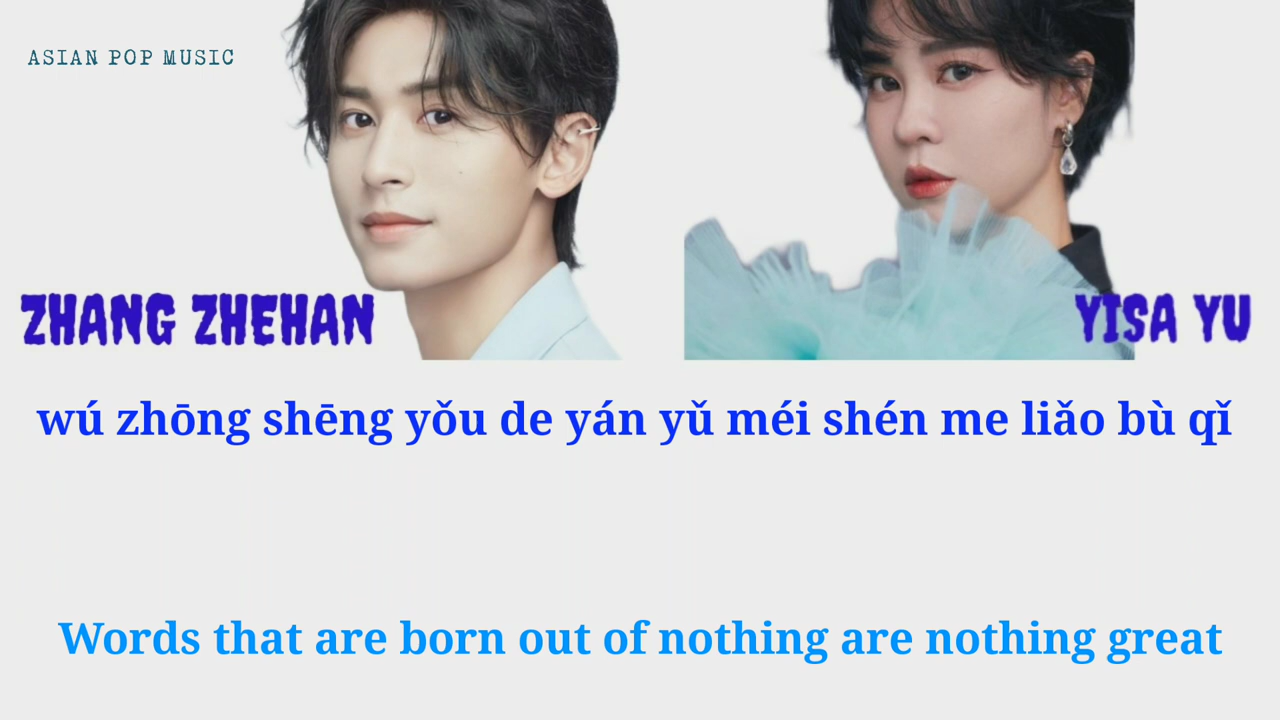 ASIAN POP MUSIC
ZHANG ZHEHAN
YISA YU
wú zhōng shēng yǒu de yán yǔ méi shén me liǎo bù qǐ
Words that are born out of nothing are nothing great